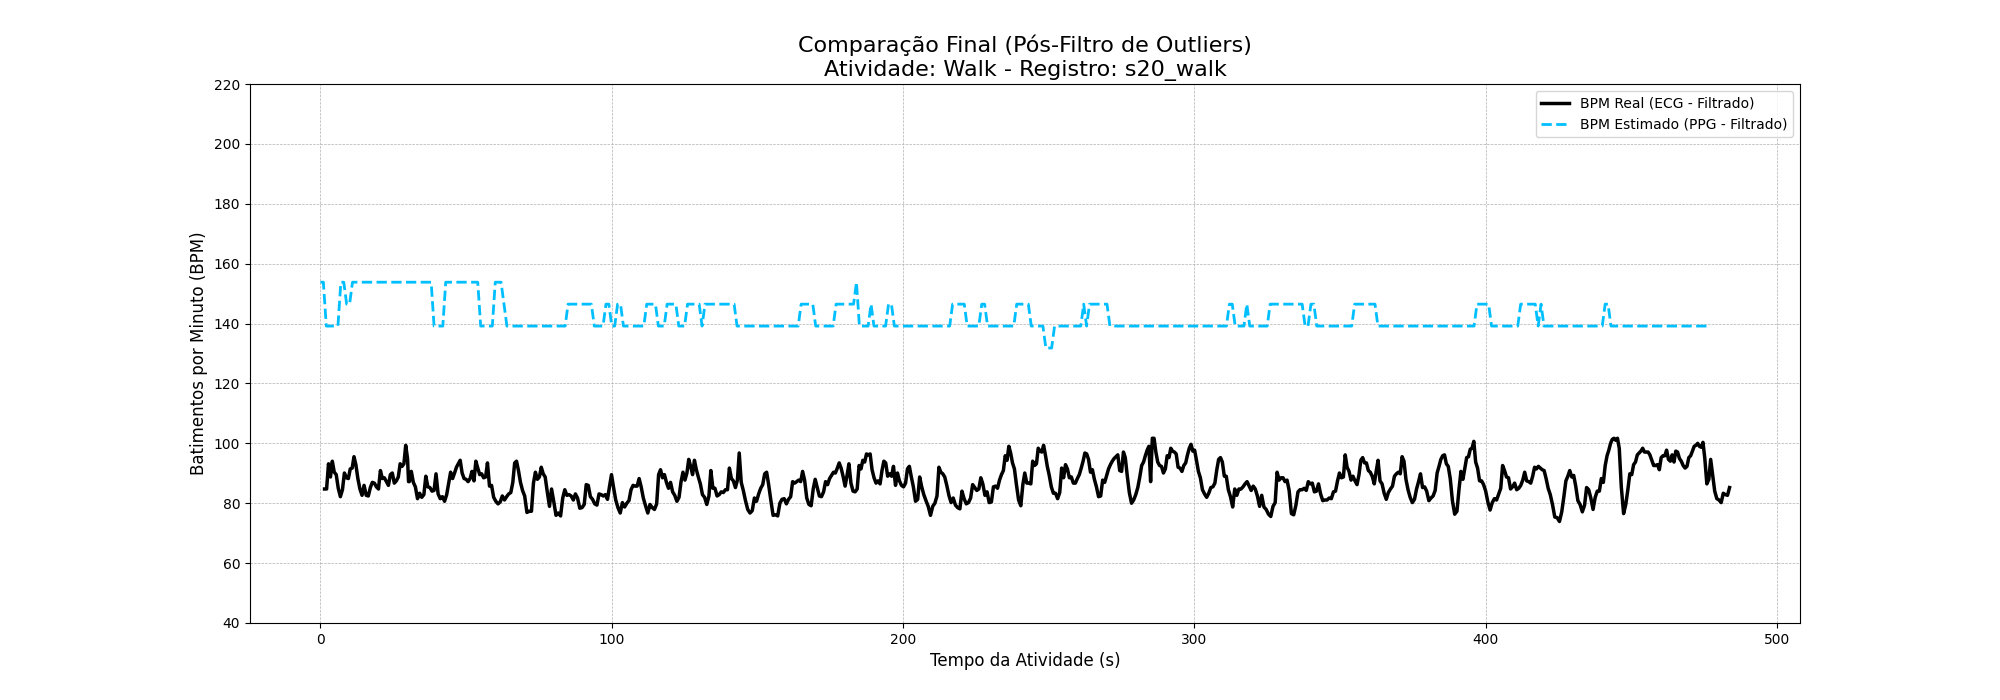 Comparação Final (Pós-Filtro de Outliers)
Atividade: Walk - Registro: s20_walk
BPM Real (ECG - Filtrado)
BPM Estimado (PPG - Filtrado)
Batimentos por Minuto (BPM)
220
200
180
160
140
120
100
80
60
40
0
100
200
300
400
500
Tempo da Atividade (s)